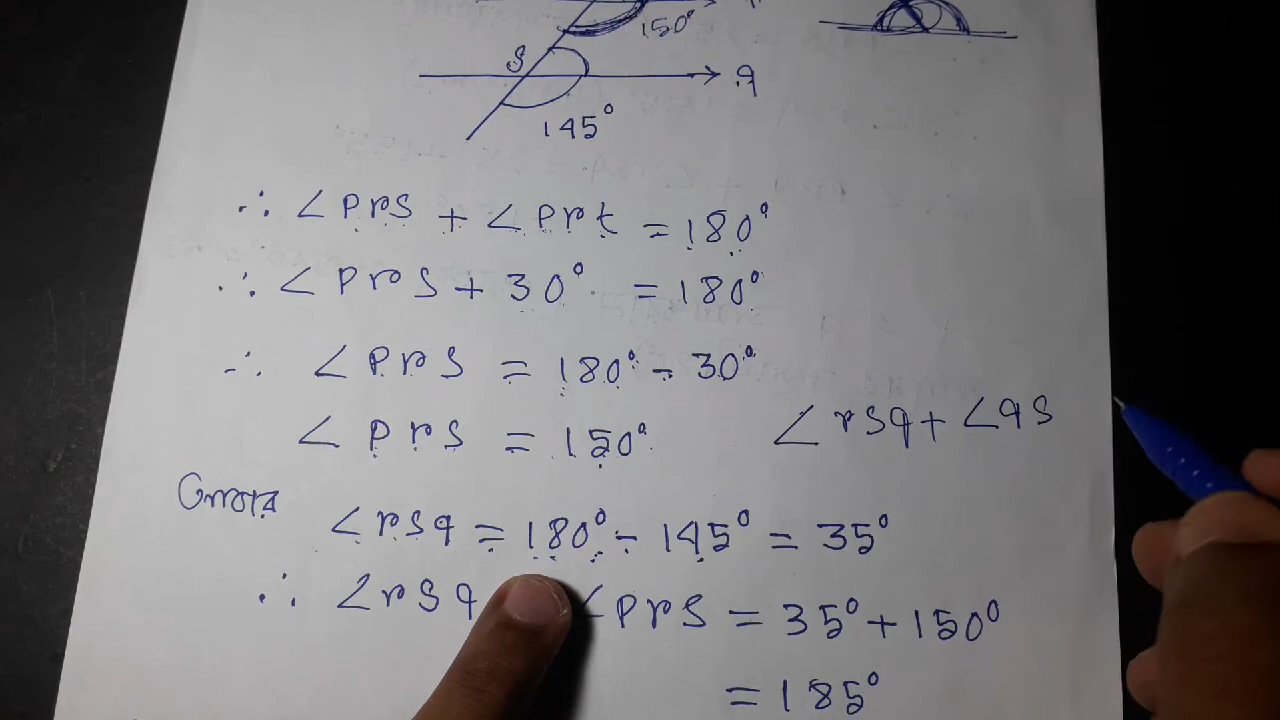 150°
S
q
145°
∴ ∠prs + ∠prt = 180°
∴ ∠pros + 30° = 180°
∴ ∠prs = 180° - 30°
∠prs = 150°
∠rsq + ∠qs
∠rsq = 180° - 145° = 35°
∴ ∠rsq ∠prs = 35° + 150°
= 185°